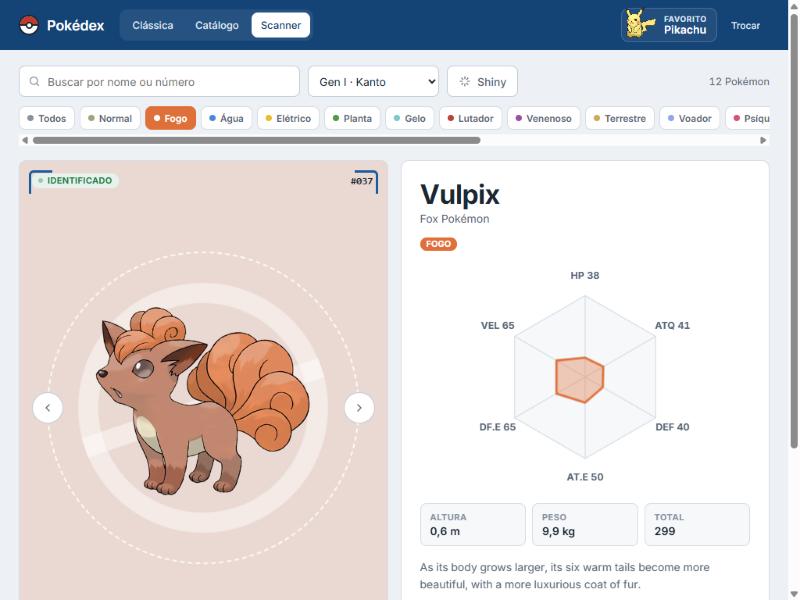 Pokédex
Clássica
Catálogo
Scanner
FAVORITO
Pikachu
Trocar
Buscar por nome ou número
Gen I · Kanto
Shiny
12 Pokémon
Todos
Normal
Fogo
Água
Elétrico
Planta
Gelo
Lutador
Venenoso
Terrestre
Voador
Psíqu
IDENTIFICADO
#037
Vulpix
Fox Pokémon
FOGO
HP 38
VEL 65
ATQ 41
DF.E 65
DEF 40
AT.E 50
ALTURA
0,6 m
PESO
9,9 kg
TOTAL
299
As its body grows larger, its six warm tails become more
beautiful, with a more luxurious coat of fur.